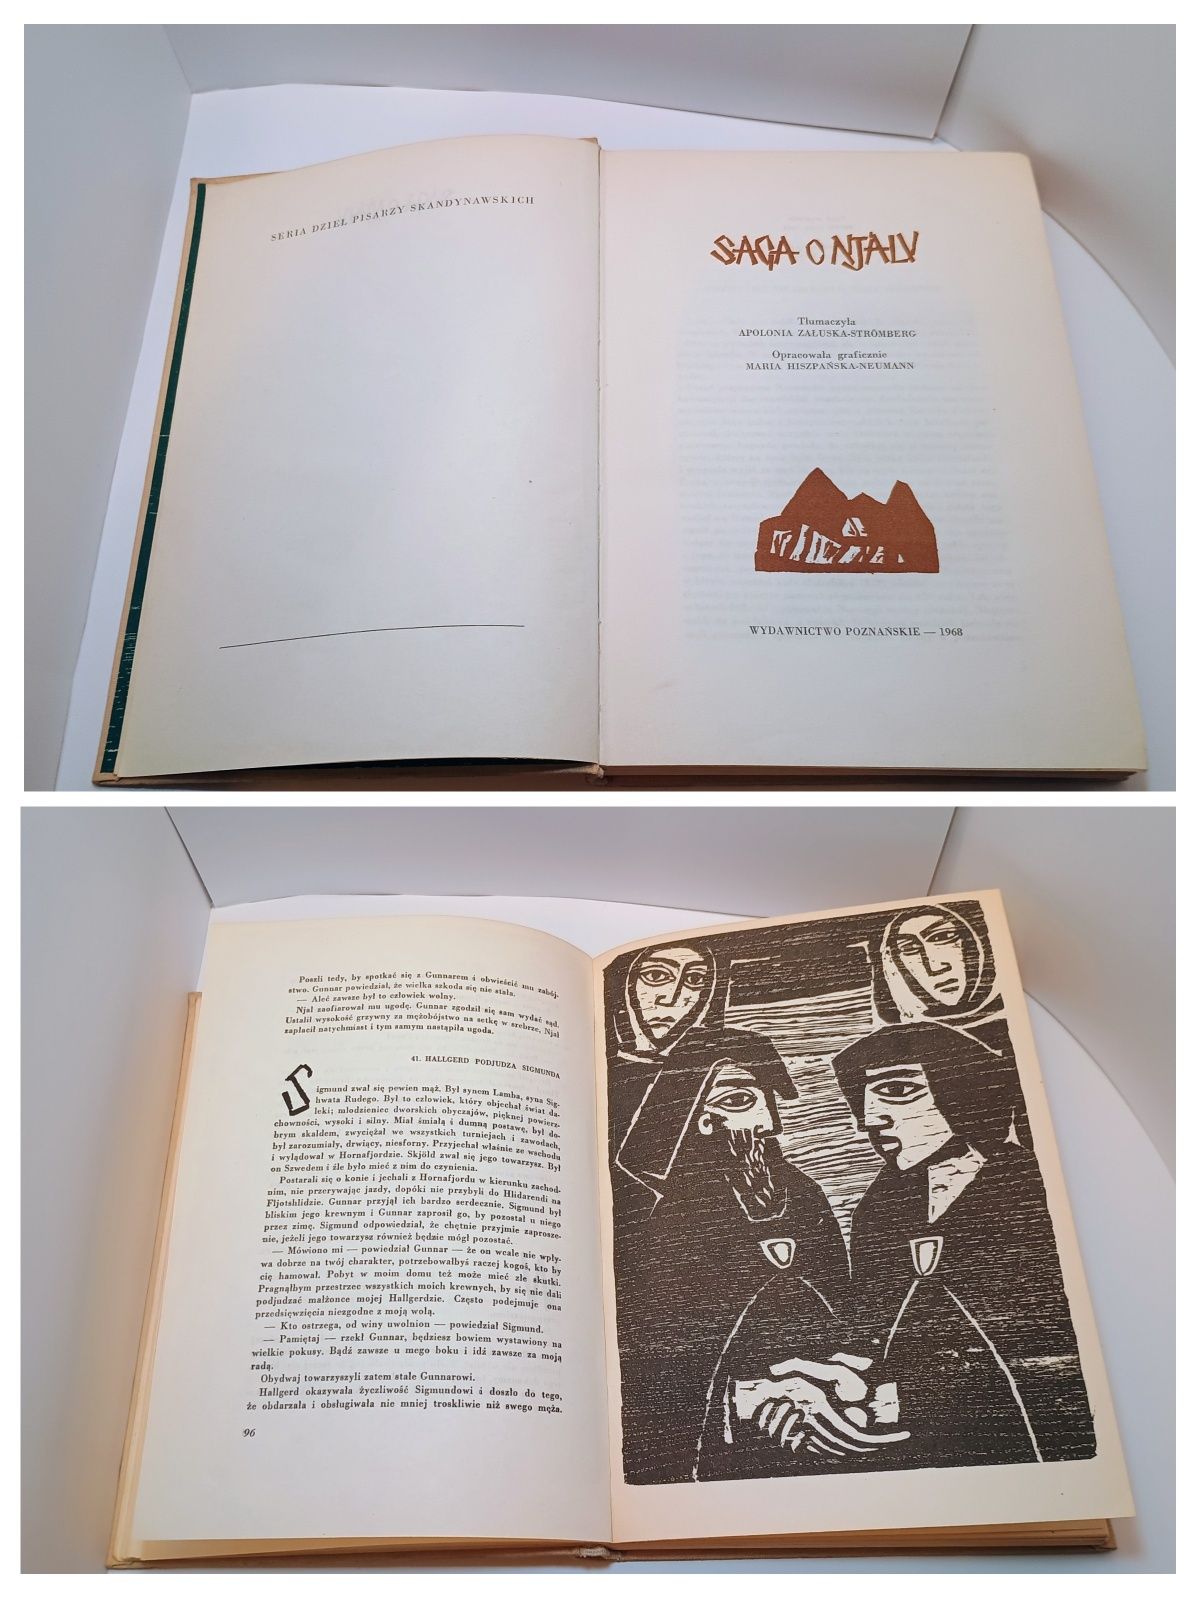 SERIA DZIEŁ PISARZY SKANDYNAWSKICH
SAGA O NJALU
Tłumaczyła
APOLONIA ZAŁUSKA-STRÖMBERG
Opracowała graficznie
MARIA HISZPAŃSKA-NEUMANN
WYDAWNICTWO POZNAŃSKIE — 1968
Poszli tedy, by spotkać się z Gunnarem i obwieścić mu zabój-
stwo. Gunnar powiedział, że wielka szkoda się nie stała.
— Aleć zawsze był to człowiek wolny.
Njal zaofiarował mu ugodę. Gunnar zgodził się sam wydać sąd.
Ustalił wysokość grzywny za mężobójstwo na setkę w srebrze. Njal
zapłacił natychmiast i tym samym nastąpiła ugoda.
41. HALLGERD PODJUDZA SIGMUNDA
Sigmund zwał się pewien mąż. Był synem Lamba, syna Sig-
hwata Rudego. Był to człowiek, który objechał świat da-
leki; młodzieniec dworskich obyczajów, pięknej powierz-
chowności, wysoki i silny. Miał śmiałą i dumną postawę, był do-
brym skaldem, zwyciężał we wszystkich turniejach i zawodach,
był zarozumiały, drwiący, niesforny. Przyjechał właśnie ze wschodu
i wylądował w Hornafjordzie. Skjöld zwał się jego towarzysz. Był
on Szwedem i źle było mieć z nim do czynienia.
Postarali się o konie i jechali z Hornafjordu w kierunku zachod-
nim, nie przerywając jazdy, dopóki nie przybyli do Hlidarendi na
Fljotshlidzie. Gunnar przyjął ich bardzo serdecznie. Sigmund był
bliskim jego krewnym i Gunnar zaprosił go, by pozostał u niego
przez zimę. Sigmund odpowiedział, że chętnie przyjmie zaprosze-
nie, jeżeli jego towarzysz również będzie mógł pozostać.
— Mówiono mi — powiedział Gunnar — że on wcale nie wpły-
wa dobrze na twój charakter, potrzebowałbyś raczej kogoś, kto by
cię hamował. Pobyt w moim domu też może mieć złe skutki.
Pragnąłbym przestrzec wszystkich moich krewnych, by się nie dali
podjudzać małżonce mojej Hallgerdzie. Często podejmuje ona
przedsięwzięcia niezgodne z moją wolą.
— Kto ostrzega, od winy uwolnion — powiedział Sigmund.
— Pamiętaj — rzekł Gunnar, będziesz bowiem wystawiony na
wielkie pokusy. Bądź zawsze u mego boku i idź zawsze za moją
radą.
Obydwaj towarzyszyli zatem stale Gunnarowi.
Hallgerd okazywała życzliwość Sigmundowi i doszło do tego,
że obdarzała i obsługiwała nie mniej troskliwie niż swego męża.
96